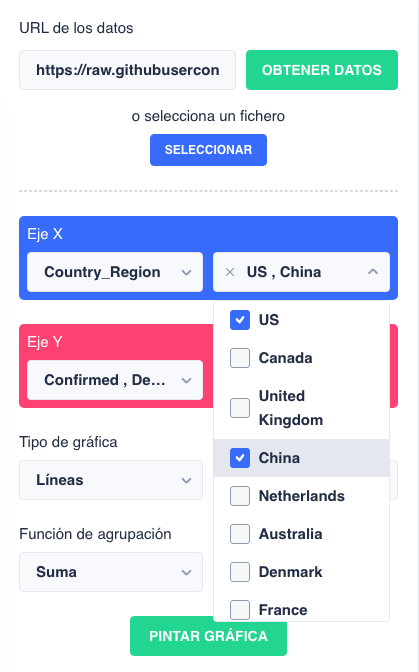 URL de los datos
https://raw.githubusercon
OBTENER DATOS
o selecciona un fichero
SELECCIONAR
Eje X
Country_Region
× US , China
US
Canada
United
Kingdom
China
Netherlands
Australia
Denmark
France
Eje Y
Confirmed , De...
Tipo de gráfica
Líneas
Función de agrupación
Suma
PINTAR GRÁFICA